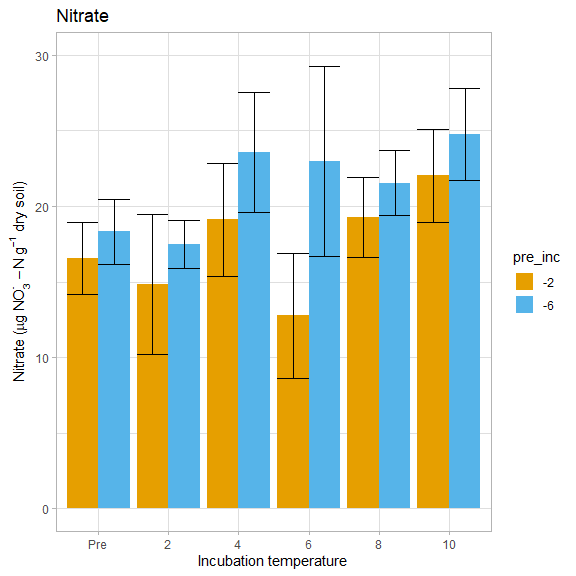 Nitrate
30
20
10
0
Nitrate (μg NO₃⁻ – N g⁻¹ dry soil)
Pre 2 4 6 8 10
Incubation temperature
pre_inc
-2
-6